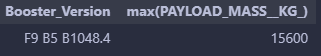 Booster_Version max(PAYLOAD_MASS__KG_)
F9 B5 B1048.4 15600